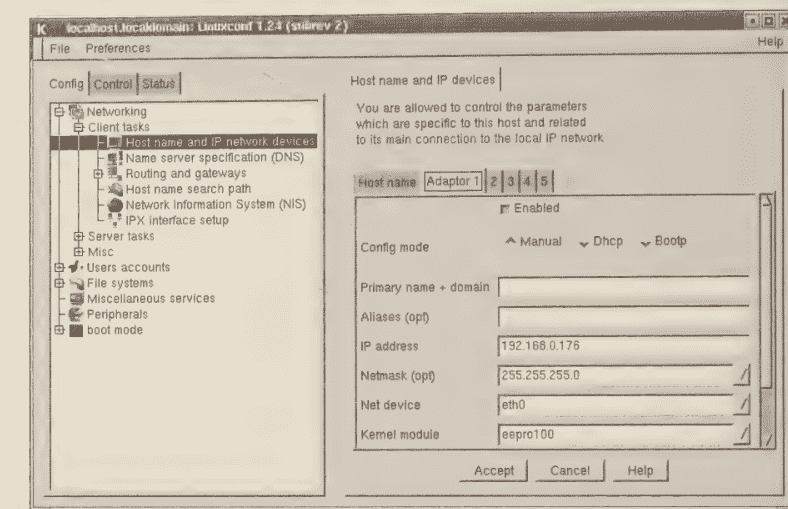 localhost.localdomain: Linuxconf 1.24 (subrev 2)
File Preferences Help
Config Control Status
Networking
Client tasks
Host name and IP network devices
Name server specification (DNS)
Routing and gateways
Host name search path
Network Information System (NIS)
IPX interface setup
Server tasks
Misc
Users accounts
File systems
Miscellaneous services
Peripherals
boot mode
Host name and IP devices
You are allowed to control the parameters
which are specific to this host and related
to its main connection to the local IP network
Host name Adaptor 1 2 3 4 5
Enabled
Config mode Manual Dhcp Bootp
Primary name + domain
Aliases (opt)
IP address 192.168.0.176
Netmask (opt) 255.255.255.0
Net device eth0
Kernel module eepro100
Accept Cancel Help